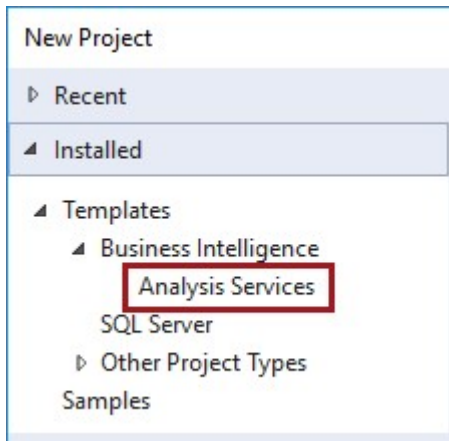 New Project
Recent
Installed
Templates
Business Intelligence
Analysis Services
SQL Server
Other Project Types
Samples